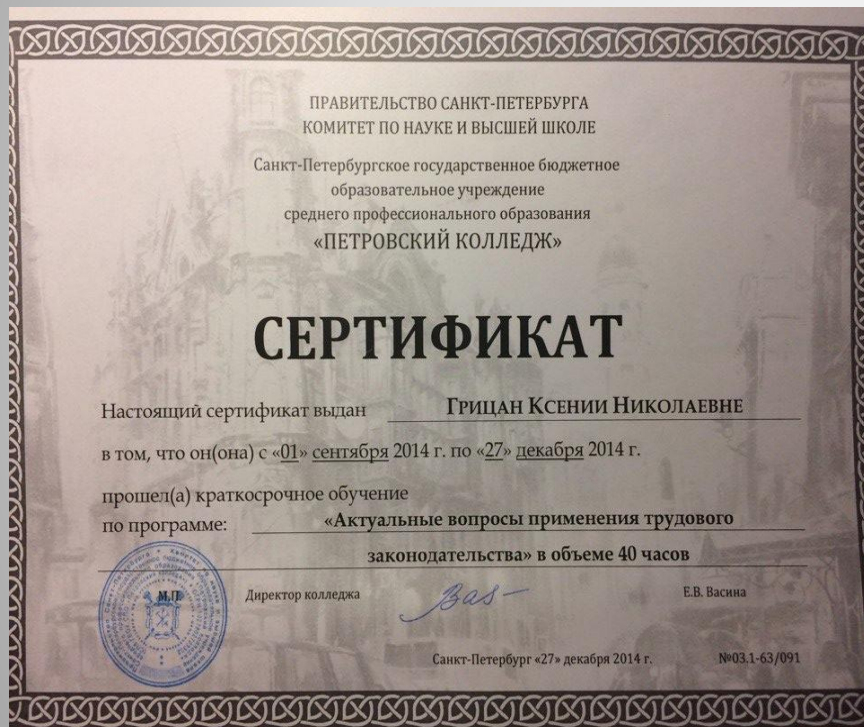 ПРАВИТЕЛЬСТВО САНКТ-ПЕТЕРБУРГА
КОМИТЕТ ПО НАУКЕ И ВЫСШЕЙ ШКОЛЕ
Санкт-Петербургское государственное бюджетное
образовательное учреждение
среднего профессионального образования
«ПЕТРОВСКИЙ КОЛЛЕДЖ»
СЕРТИФИКАТ
Настоящий сертификат выдан ГРИЦАН КСЕНИИ НИКОЛАЕВНЕ
в том, что он(она) с «01» сентября 2014 г. по «27» декабря 2014 г.
прошел(а) краткосрочное обучение
по программе: «Актуальные вопросы применения трудового
законодательства» в объеме 40 часов
М.П.
Директор колледжа Е.В. Васина
Санкт-Петербург «27» декабря 2014 г. №03.1-63/091